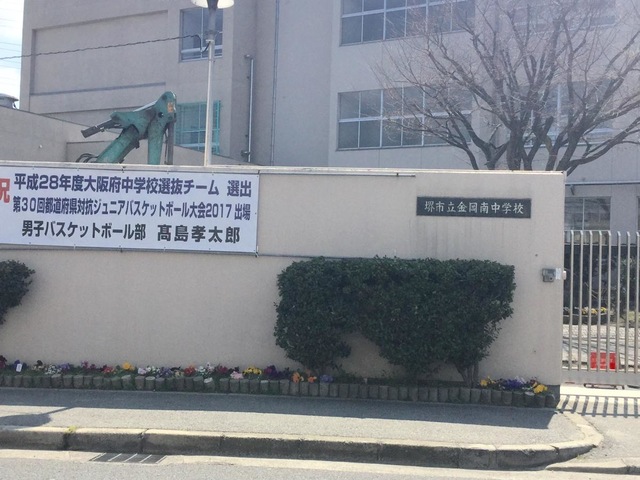 祝
平成28年度大阪府中学校選抜チーム 選出
第30回都道府県対抗ジュニアバスケットボール大会2017 出場
男子バスケットボール部 髙島孝太郎
堺市立金岡南中学校